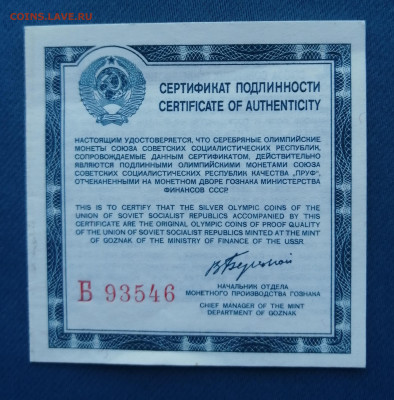 COINS.LAVE.RU
СЕРТИФИКАТ ПОДЛИННОСТИ
CERTIFICATE OF AUTHENTICITY
НАСТОЯЩИМ УДОСТОВЕРЯЕТСЯ, ЧТО СЕРЕБРЯНЫЕ ОЛИМПИЙСКИЕ
МОНЕТЫ СОЮЗА СОВЕТСКИХ СОЦИАЛИСТИЧЕСКИХ РЕСПУБЛИК,
СОПРОВОЖДАЕМЫЕ ДАННЫМ СЕРТИФИКАТОМ, ДЕЙСТВИТЕЛЬНО
ЯВЛЯЮТСЯ ПОДЛИННЫМИ ОЛИМПИЙСКИМИ МОНЕТАМИ СОЮЗА
СОВЕТСКИХ СОЦИАЛИСТИЧЕСКИХ РЕСПУБЛИК КАЧЕСТВА „ПРУФ",
ОТЧЕКАНЕННЫМИ НА МОНЕТНОМ ДВОРЕ ГОЗНАКА МИНИСТЕРСТВА
ФИНАНСОВ СССР.
THIS IS TO CERTIFY THAT THE SILVER OLYMPIC COINS OF THE
UNION OF SOVIET SOCIALIST REPUBLICS ACCOMPANIED BY THIS
CERTIFICATE ARE THE ORIGINAL OLYMPIC COINS OF PROOF QUALITY
OF THE UNION OF SOVIET SOCIALIST REPUBLICS MINTED AT THE MINT
OF GOZNAK OF THE MINISTRY OF FINANCE OF THE USSR.
Б 93546
НАЧАЛЬНИК ОТДЕЛА
МОНЕТНОГО ПРОИЗВОДСТВА ГОЗНАКА
CHIEF MANAGER OF THE MINT
DEPARTMENT OF GOZNAK